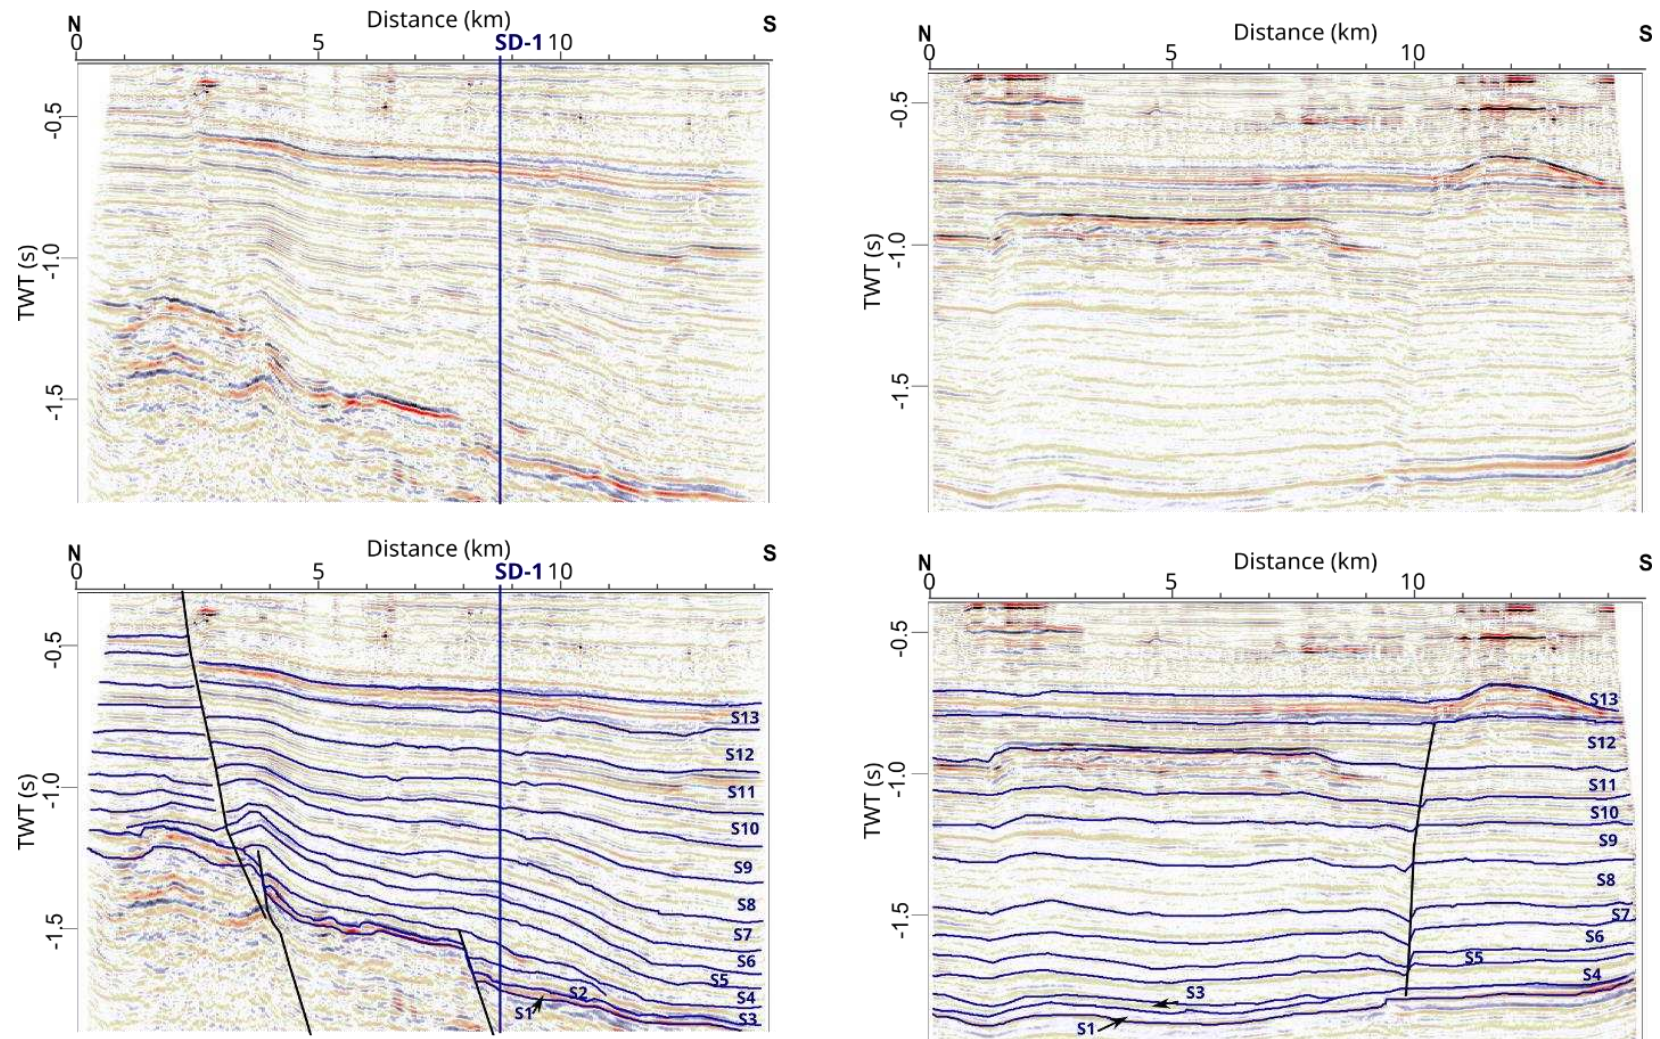 Distance (km)
N
S
0
5
SD-1
10
-0.5
-1.0
-1.5
TWT (s)
Distance (km)
N
S
0
5
10
-0.5
-1.0
-1.5
TWT (s)
Distance (km)
N
S
0
5
SD-1
10
-0.5
-1.0
-1.5
TWT (s)
S13
S12
S11
S10
S9
S8
S7
S6
S5
S4
S3
S2
S1
Distance (km)
N
S
0
5
10
-0.5
-1.0
-1.5
TWT (s)
S13
S12
S11
S10
S9
S8
S7
S6
S5
S4
S3
S1